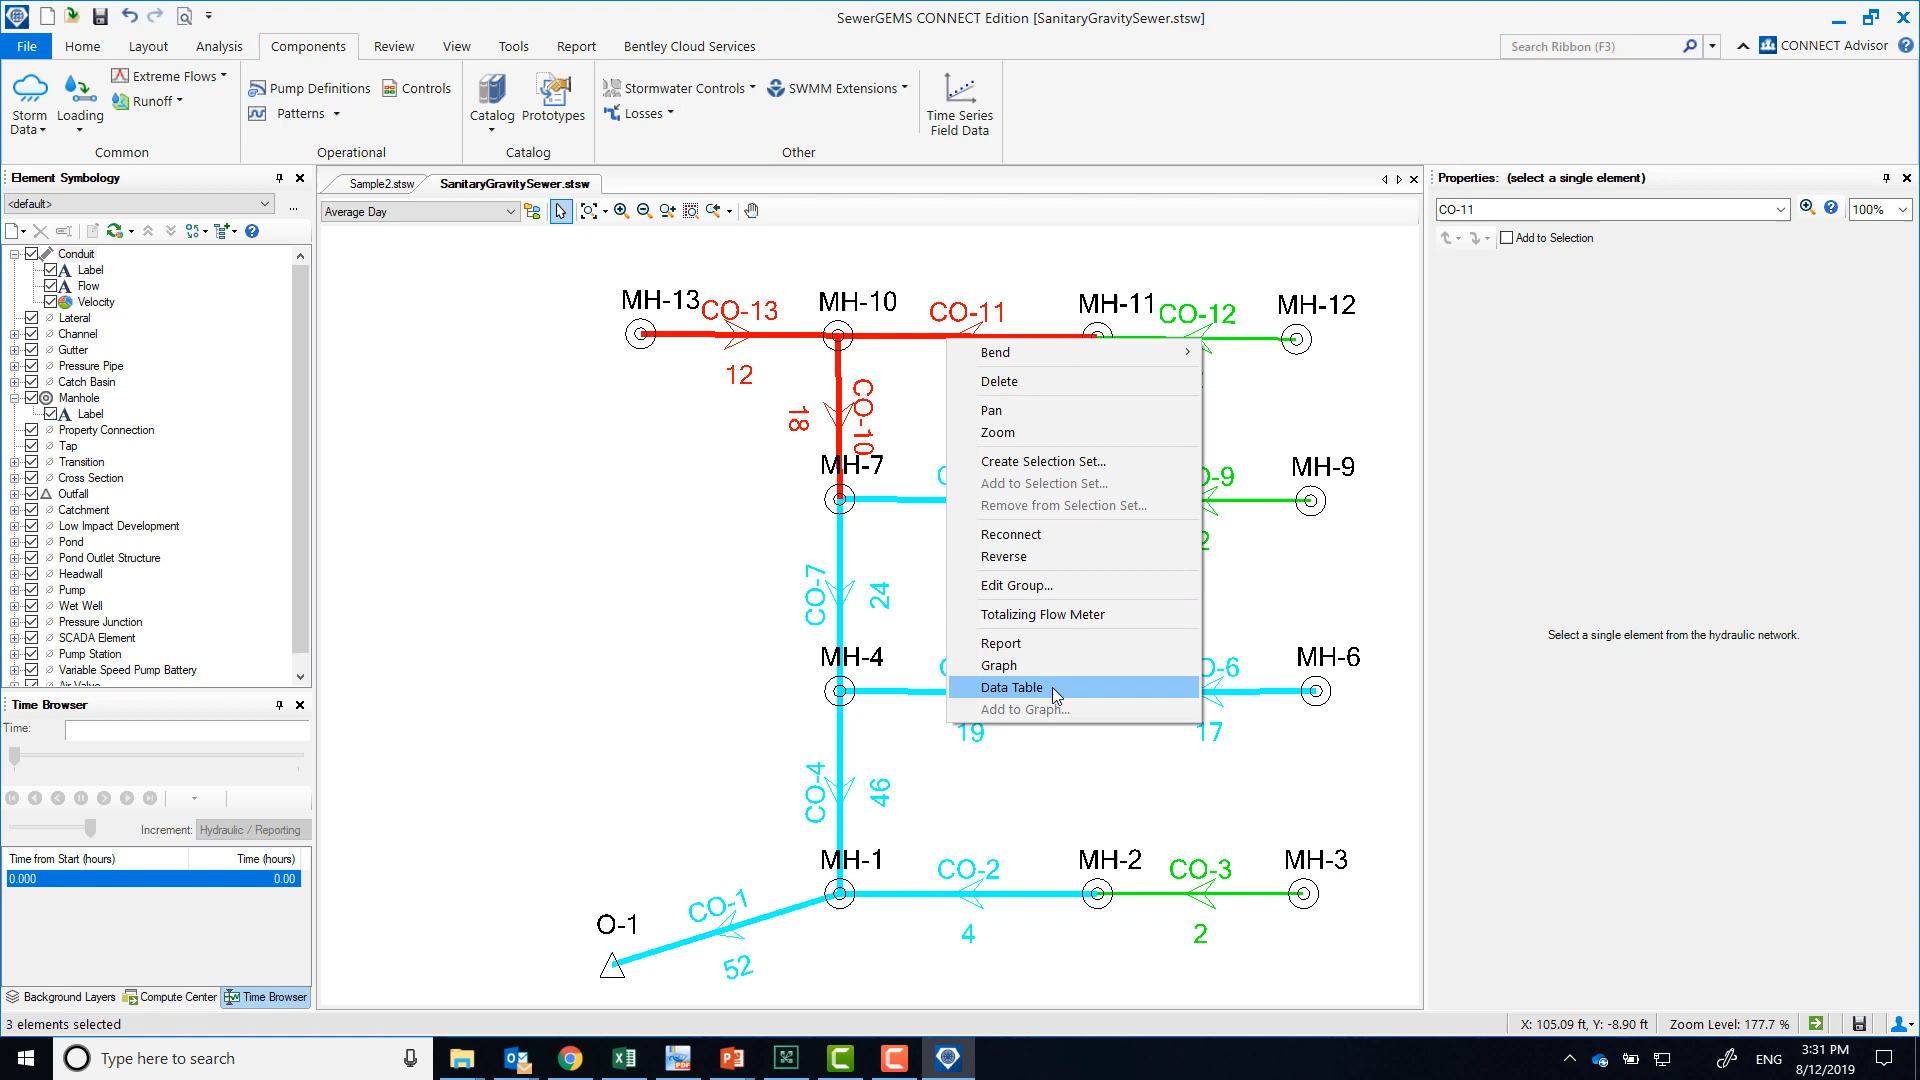 SewerGEMS CONNECT Edition [SanitaryGravitySewer.stsw]
File Home Layout Analysis Components Review View Tools Report Bentley Cloud Services
Search Ribbon (F3)
CONNECT Advisor
Storm
Data
Loading
Extreme Flows
Runoff
Common
Pump Definitions
Controls
Patterns
Operational
Catalog
Prototypes
Catalog
Stormwater Controls
SWMM Extensions
Losses
Other
Time Series
Field Data
Element Symbology
<default>
...
Conduit
Label
Flow
Velocity
Lateral
Channel
Gutter
Pressure Pipe
Catch Basin
Manhole
Label
Property Connection
Tap
Transition
Cross Section
Outfall
Catchment
Low Impact Development
Pond
Pond Outlet Structure
Headwall
Pump
Wet Well
Pressure Junction
SCADA Element
Pump Station
Variable Speed Pump Battery
Time Browser
Time:
Increment: Hydraulic / Reporting
Time from Start (hours) Time (hours)
0.000 0.00
Background Layers Compute Center Time Browser
3 elements selected
Sample2.stsw SanitaryGravitySewer.stsw
Average Day
MH-13 CO-13 MH-10 CO-11 MH-11 CO-12 MH-12
12
18
CO-10
MH-7
CO-9
MH-9
CO-7
24
MH-4
CO-6
MH-6
19
17
CO-4
46
MH-1 CO-2 MH-2 CO-3 MH-3
4
2
O-1
CO-1
52
Bend
Delete
Pan
Zoom
Create Selection Set...
Add to Selection Set...
Remove from Selection Set...
Reconnect
Reverse
Edit Group...
Totalizing Flow Meter
Report
Graph
Data Table
Add to Graph...
Properties: (select a single element)
CO-11
100%
Add to Selection
Select a single element from the hydraulic network.
X: 105.09 ft, Y: -8.90 ft
Zoom Level: 177.7 %
Type here to search
ENG
3:31 PM
8/12/2019